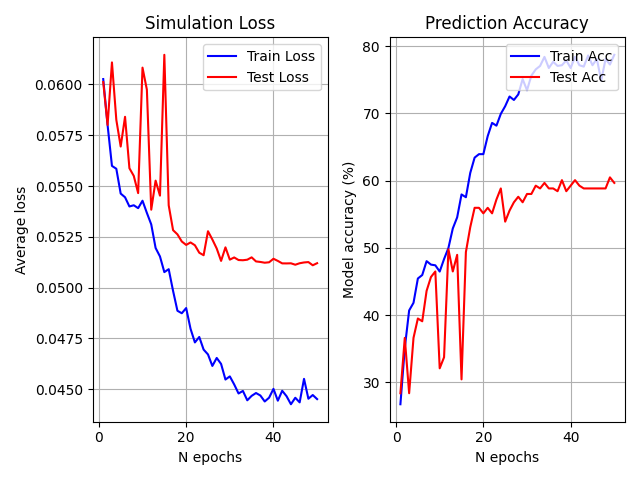 Simulation Loss
Train Loss
Test Loss
0.0600
0.0575
0.0550
0.0525
0.0500
0.0475
0.0450
Average loss
0
20
40
N epochs
Prediction Accuracy
Train Acc
Test Acc
80
70
60
50
40
30
Model accuracy (%)
0
20
40
N epochs